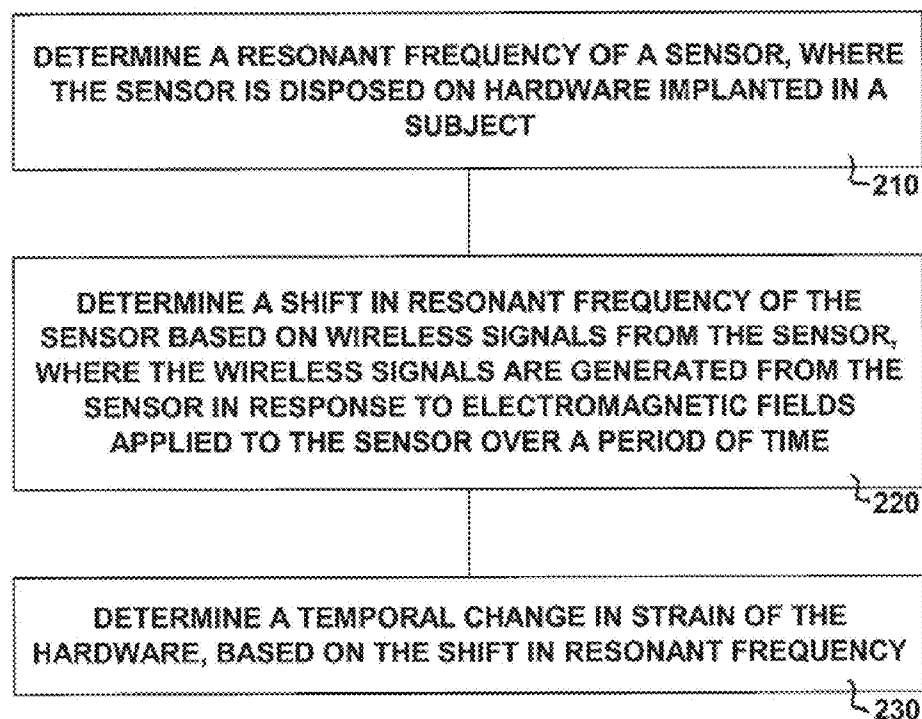 DETERMINE A RESONANT FREQUENCY OF A SENSOR, WHERE
THE SENSOR IS DISPOSED ON HARDWARE IMPLANTED IN A
SUBJECT
210
DETERMINE A SHIFT IN RESONANT FREQUENCY OF THE
SENSOR BASED ON WIRELESS SIGNALS FROM THE SENSOR,
WHERE THE WIRELESS SIGNALS ARE GENERATED FROM THE
SENSOR IN RESPONSE TO ELECTROMAGNETIC FIELDS
APPLIED TO THE SENSOR OVER A PERIOD OF TIME
220
DETERMINE A TEMPORAL CHANGE IN STRAIN OF THE
HARDWARE, BASED ON THE SHIFT IN RESONANT FREQUENCY
230